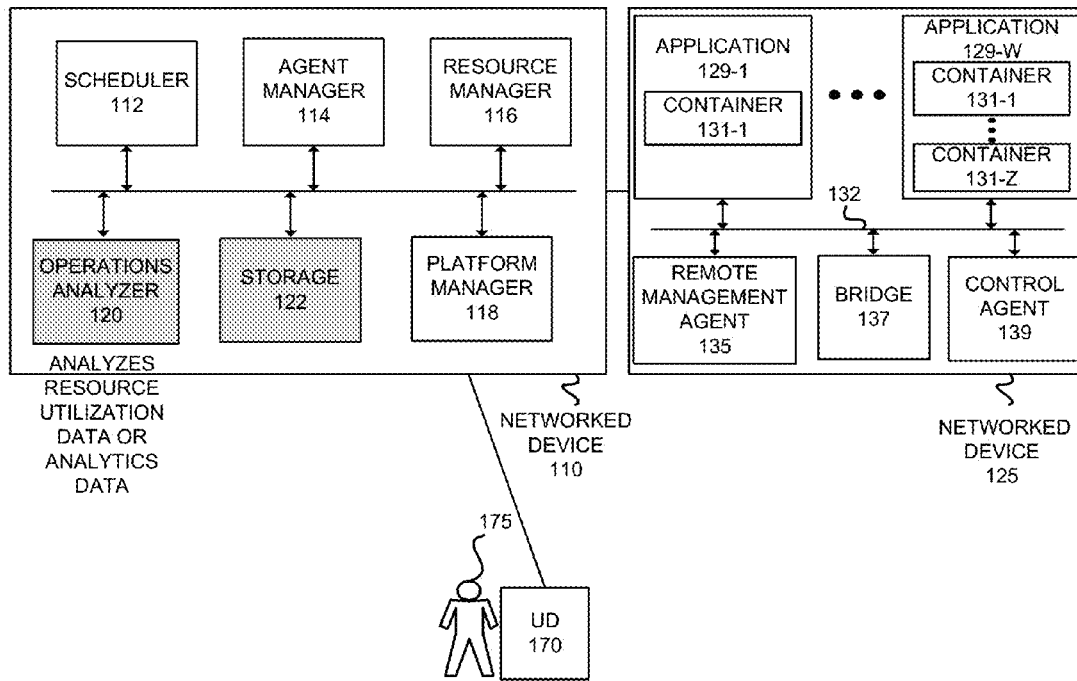 SCHEDULER
112
AGENT
MANAGER
114
RESOURCE
MANAGER
116
OPERATIONS
ANALYZER
120
STORAGE
122
PLATFORM
MANAGER
118
ANALYZES
RESOURCE
UTILIZATION
DATA OR
ANALYTICS
DATA
NETWORKED
DEVICE
110
APPLICATION
129-1
CONTAINER
131-1
APPLICATION
129-W
CONTAINER
131-1
CONTAINER
131-Z
132
REMOTE
MANAGEMENT
AGENT
135
BRIDGE
137
CONTROL
AGENT
139
NETWORKED
DEVICE
125
175
UD
170